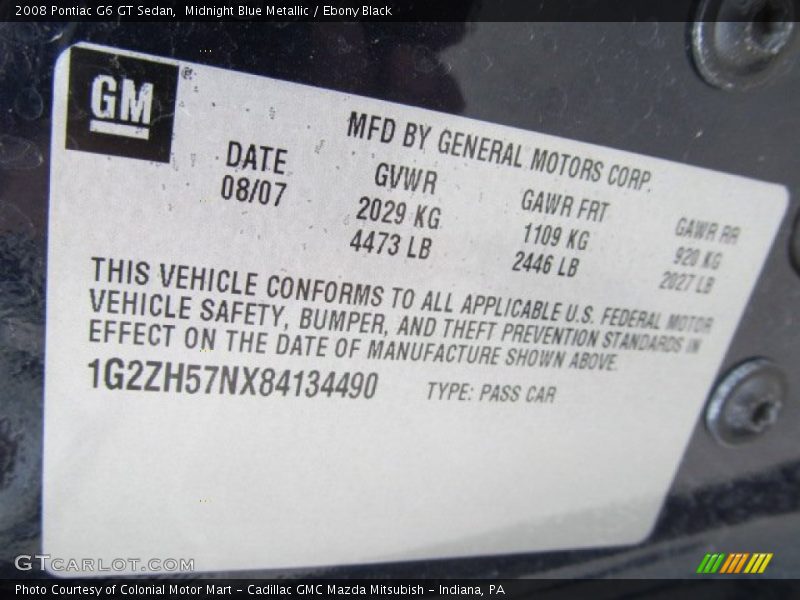 2008 Pontiac G6 GT Sedan,  Midnight Blue Metallic / Ebony Black
GM
®
MFD BY GENERAL MOTORS CORP.
DATE GVWR GAWR FRT GAWR RR
08/07 2029 KG 1109 KG 920 KG
4473 LB 2446 LB 2027 LB
THIS VEHICLE CONFORMS TO ALL APPLICABLE U.S. FEDERAL MOTOR
VEHICLE SAFETY, BUMPER, AND THEFT PREVENTION STANDARDS IN
EFFECT ON THE DATE OF MANUFACTURE SHOWN ABOVE.
1G2ZH57NX84134490 TYPE: PASS CAR
GTcarlot.com
Photo Courtesy of Colonial Motor Mart - Cadillac GMC Mazda Mitsubish - Indiana, PA